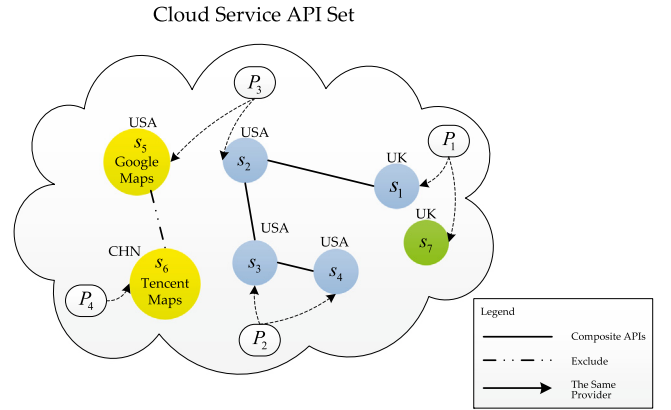 Cloud Service API Set
P3
USA
s5
Google
Maps
USA
s2
UK
s1
P1
UK
s7
CHN
s6
Tencent
Maps
P4
USA
s3
USA
s4
P2
Legend
Composite APIs
Exclude
The Same
Provider